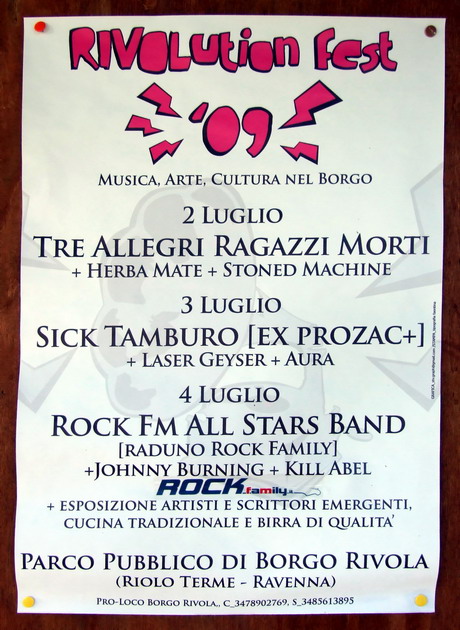 RIVOLution fest
'09
MUSICA, ARTE, CULTURA NEL BORGO
2 LUGLIO
TRE ALLEGRI RAGAZZI MORTI
+ HERBA MATE + STONED MACHINE
3 LUGLIO
SICK TAMBURO [EX PROZAC+]
+ LASER GEYSER + AURA
4 LUGLIO
ROCK FM ALL STARS BAND
[RADUNO ROCK FAMILY]
+JOHNNY BURNING + KILL ABEL
ROCK family
+ ESPOSIZIONE ARTISTI E SCRITTORI EMERGENTI,
CUCINA TRADIZIONALE E BIRRA DI QUALITA'
PARCO PUBBLICO DI BORGO RIVOLA
(RIOLO TERME - RAVENNA)
PRO-LOCO BORGO RIVOLA,, C_3478902769, S_3485613895